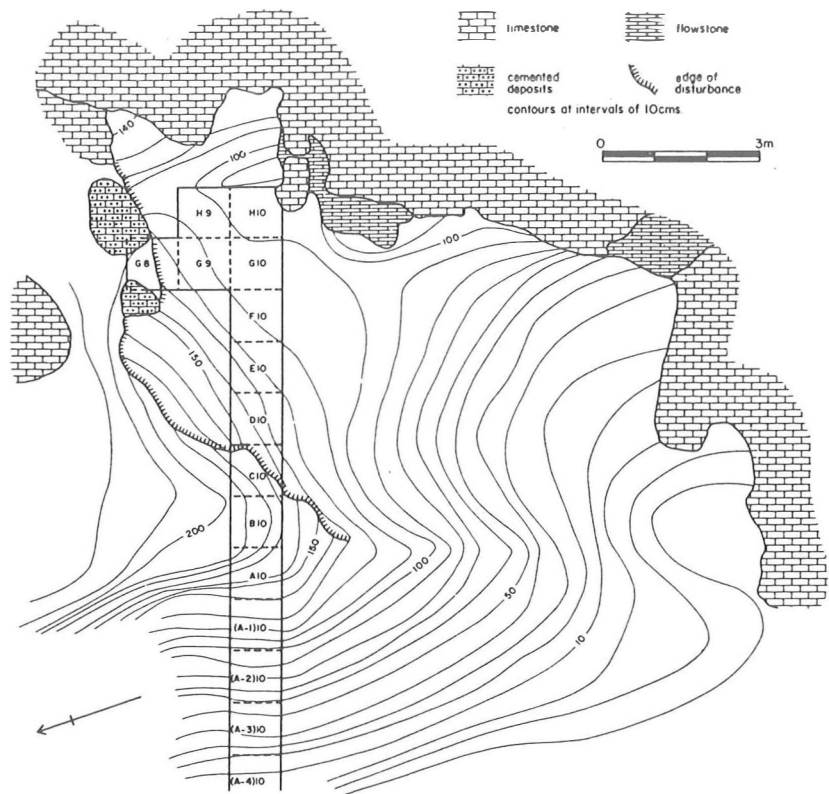 limestone
flowstone
cemented
deposits
edge of
disturbance
contours at intervals of 10cms.
0 3m
140
100
H9 H10
G8 G9 G10
100
F10
150
E10
D10
C10
B10
200
150
A10
100
50
(A-1)10
10
(A-2)10
(A-3)10
(A-4)10